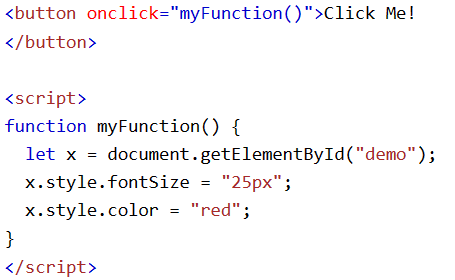 <button onclick="myFunction()">Click Me!
</button>

<script>
function myFunction() {
  let x = document.getElementById("demo");
  x.style.fontSize = "25px";
  x.style.color = "red";
}
</script>